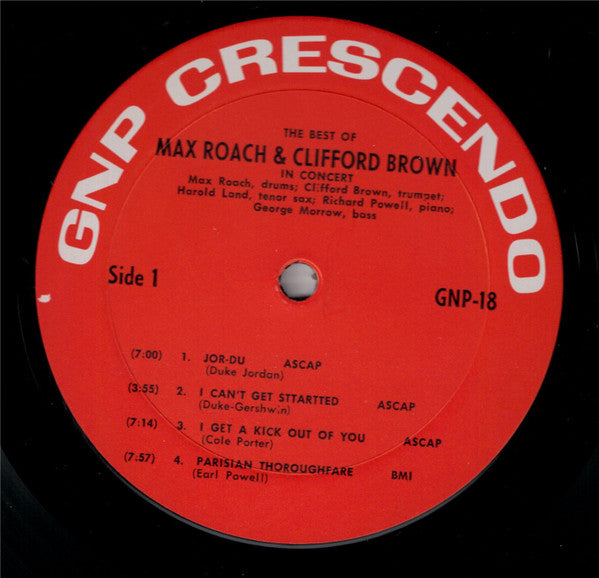 GNP CRESCENDO
THE BEST OF
MAX ROACH & CLIFFORD BROWN
IN CONCERT
Max Roach, drums; Clifford Brown, trumpet;
Harold Land, tenor sax; Richard Powell, piano;
George Morrow, bass
Side 1
GNP-18
(7:00) 1. JOR-DU ASCAP
(Duke Jordan)
(3:55) 2. I CAN'T GET STTARTTED ASCAP
(Duke-Gershwin)
(7:14) 3. I GET A KICK OUT OF YOU ASCAP
(Cole Porter)
(7:57) 4. PARISIAN THOROUGHFARE BMI
(Earl Powell)